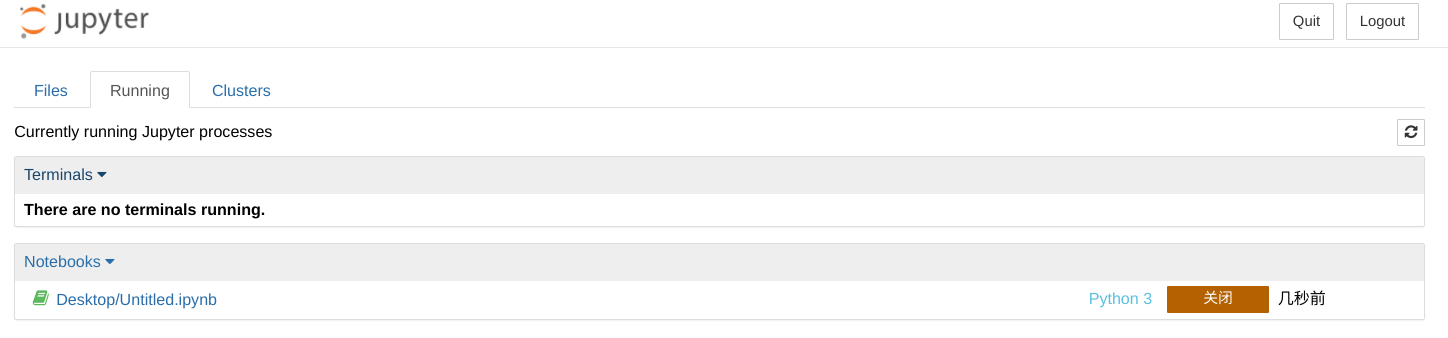 jupyter Quit Logout
Files Running Clusters
Currently running Jupyter processes
Terminals
There are no terminals running.
Notebooks
Desktop/Untitled.ipynb Python 3 关闭 几秒前